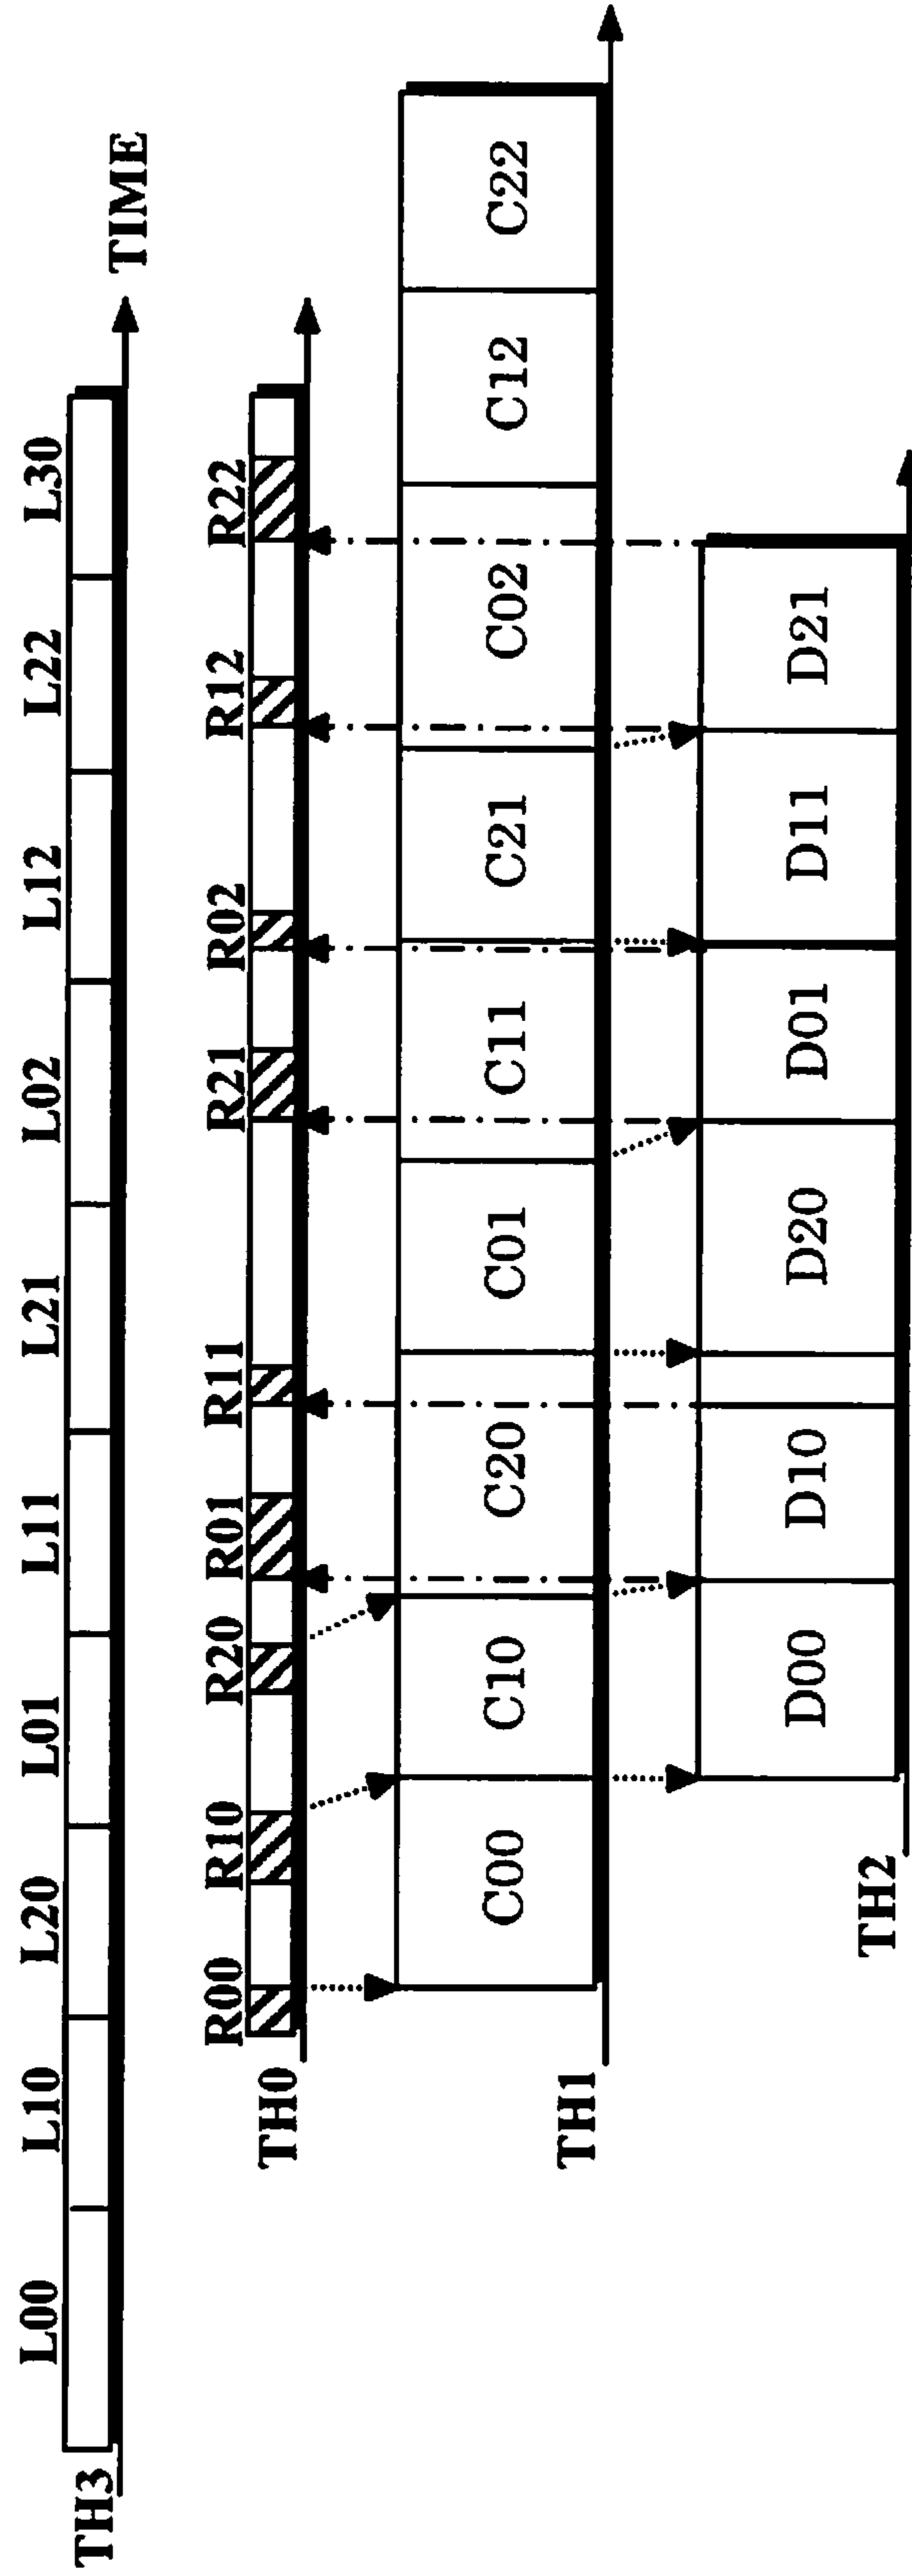 L00 L10 L20 L01 L11 L21 L02 L12 L22 L30
TH3
TIME
R00 R10 R20 R01 R11 R21 R02 R12 R22
TH0
C00 C10 C20 C01 C11 C21 C02 C12 C22
TH1
D00 D10 D20 D01 D11 D21
TH2